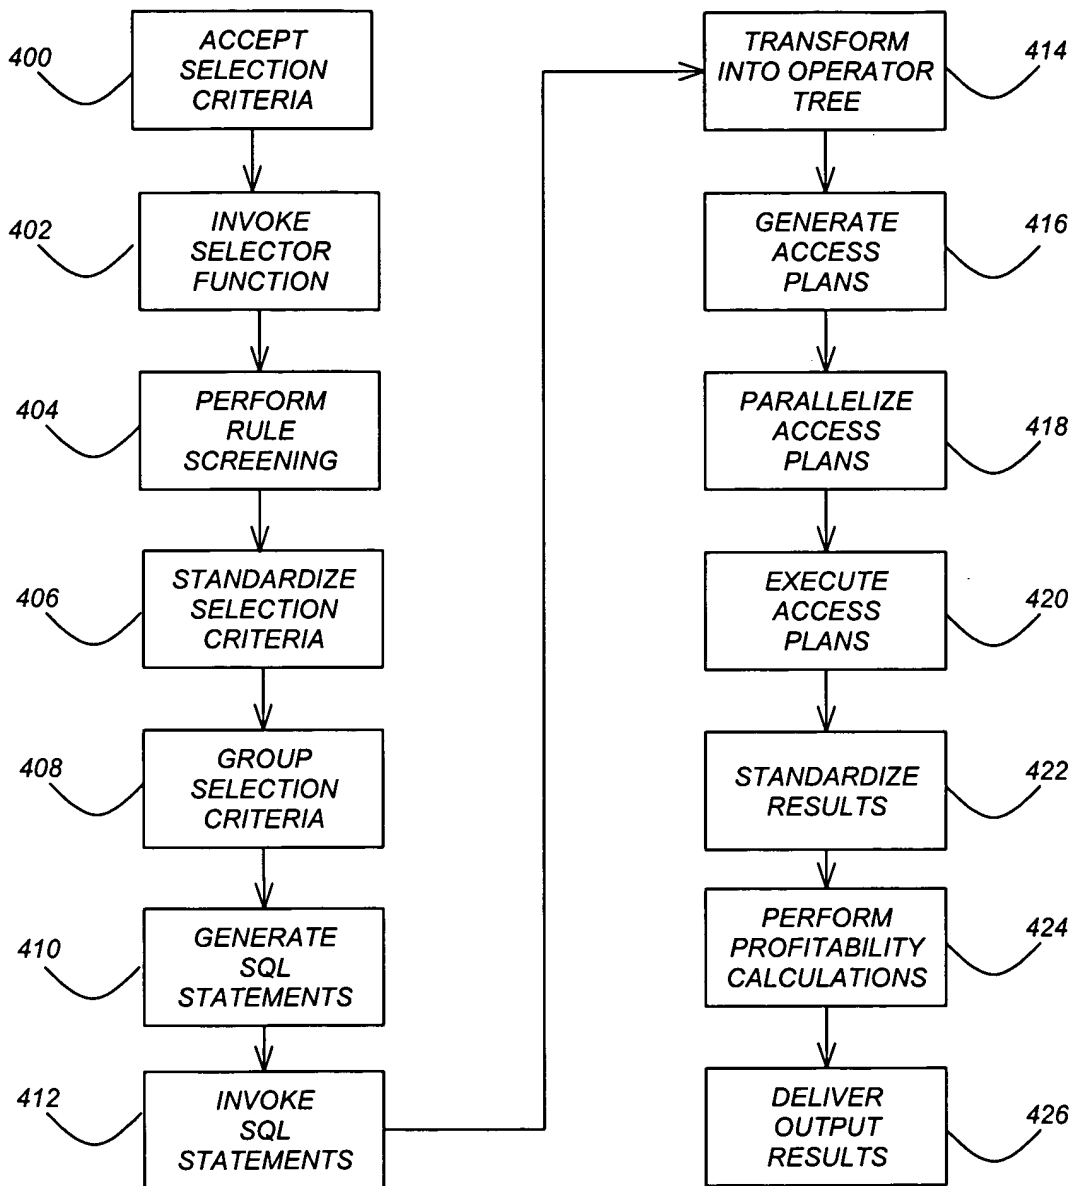 400
ACCEPT
SELECTION
CRITERIA
402
INVOKE
SELECTOR
FUNCTION
404
PERFORM
RULE
SCREENING
406
STANDARDIZE
SELECTION
CRITERIA
408
GROUP
SELECTION
CRITERIA
410
GENERATE
SQL
STATEMENTS
412
INVOKE
SQL
STATEMENTS
TRANSFORM
INTO OPERATOR
TREE
414
GENERATE
ACCESS
PLANS
416
PARALLELIZE
ACCESS
PLANS
418
EXECUTE
ACCESS
PLANS
420
STANDARDIZE
RESULTS
422
PERFORM
PROFITABILITY
CALCULATIONS
424
DELIVER
OUTPUT
RESULTS
426